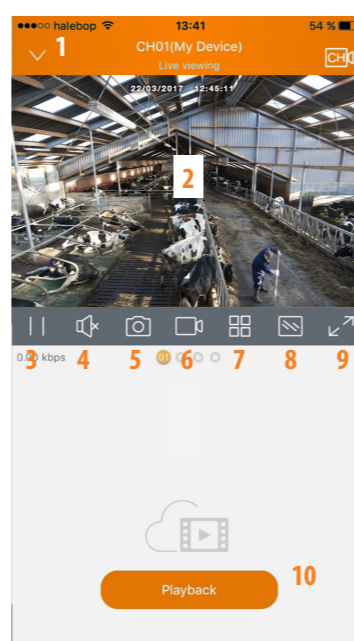 halebop 13:41 54 %
1 CH01(My Device)
Live viewing
CH
22/03/2017 12:45:11
2
3 4 5 6 7 8 9
0.00 kbps 01
10
Playback